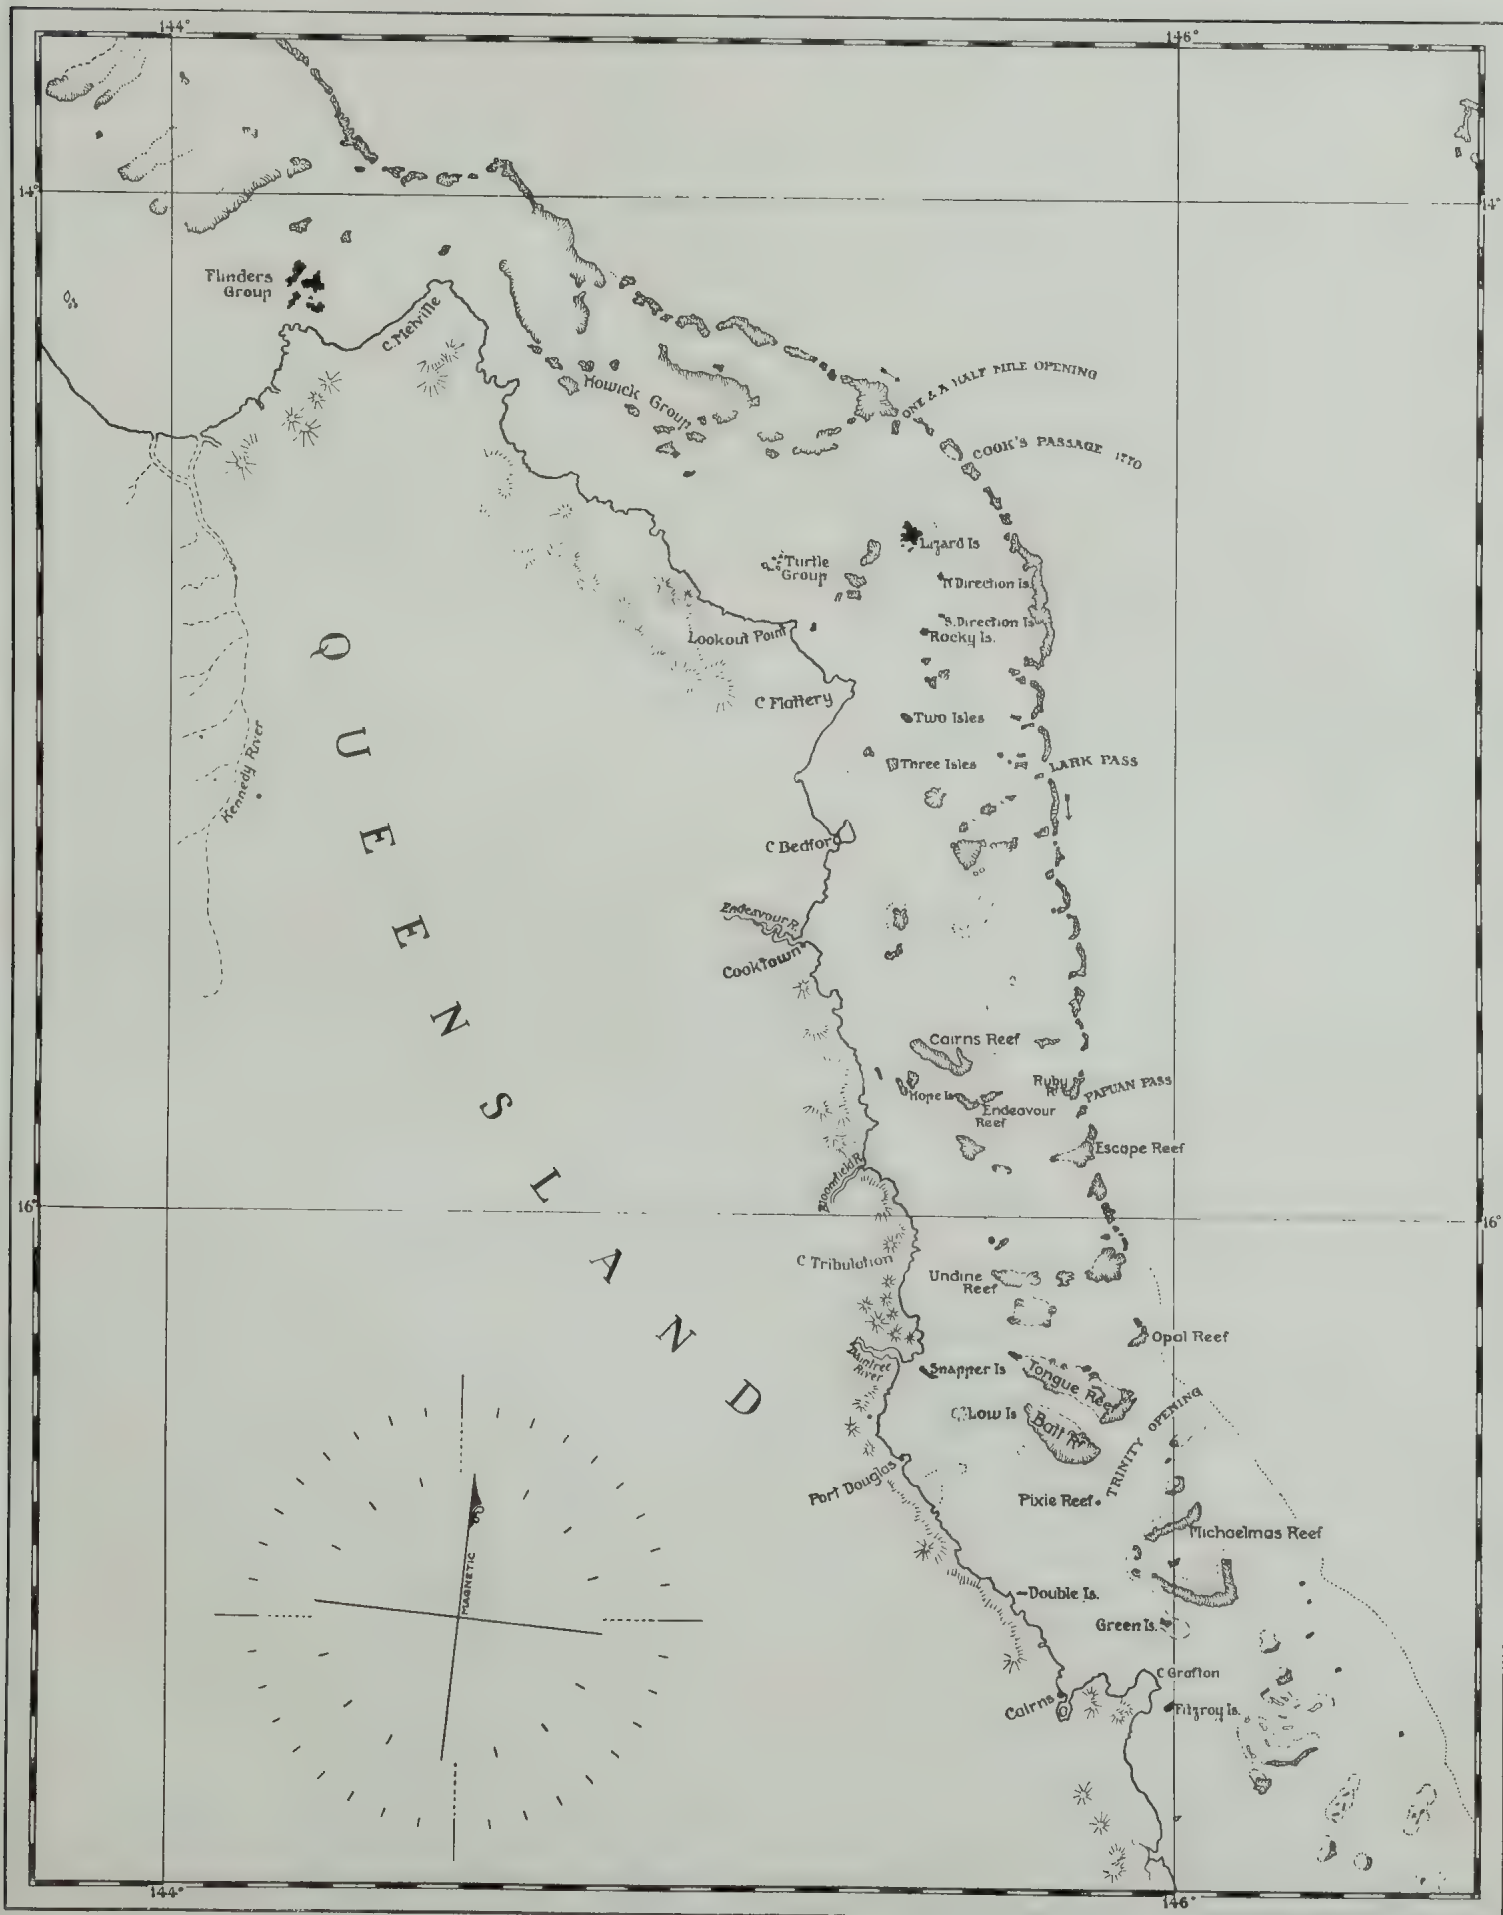 144°
146°
14°
14°
Flinders
Group
C. Melville
Howick Group
ONE & A HALF MILE OPENING
COOK'S PASSAGE 1770
Lizard Is
Turtle
Group
N Direction Is.
S. Direction Is
Rocky Is.
Lookout Point
C Flattery
Two Isles
Three Isles
LARK PASS
Kennedy River
C Bedford
Endeavour R.
Cooktown
QUEENSLAND
Cairns Reef
Ruby
R.
PAPUAN PASS
Hope Is
Endeavour
Reef
Escape Reef
Bloomfield R.
16°
16°
C Tribulation
Undine
Reef
Opal Reef
Daintree
River
Snapper Is
Tongue Reef
Low Is
Batt R.
TRINITY OPENING
Port Douglas
Pixie Reef
Michaelmas Reef
MAGNETIC
Double Is.
Green Is.
C Grafton
Cairns
Fitzroy Is.
144°
146°